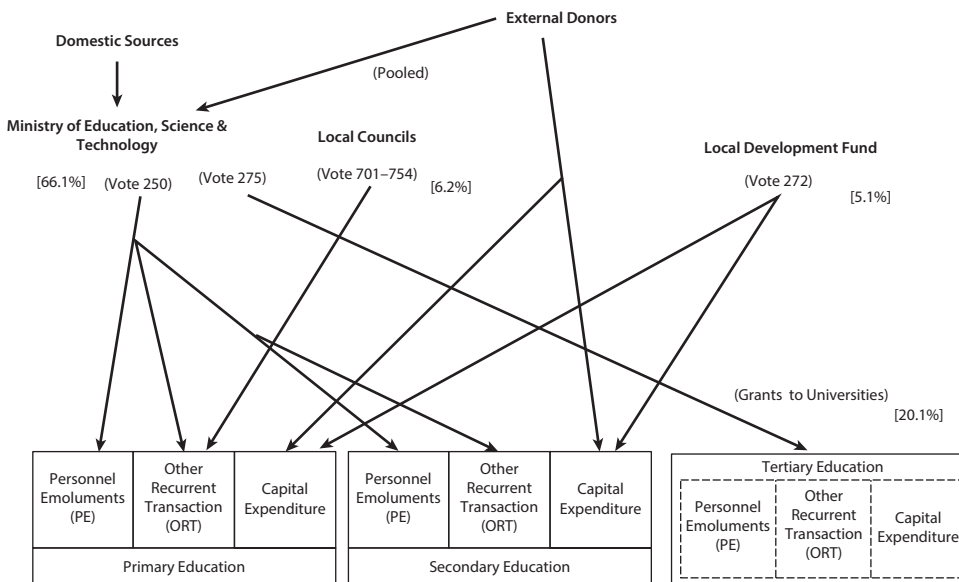 External Donors
Domestic Sources
(Pooled)
Ministry of Education, Science &
Technology
Local Councils
Local Development Fund
[66.1%]
(Vote 250)
(Vote 275)
(Vote 701–754)
[6.2%]
(Vote 272)
[5.1%]
(Grants to Universities)
[20.1%]
Personnel
Emoluments
(PE)
Other
Recurrent
Transaction
(ORT)
Capital
Expenditure
Primary Education
Personnel
Emoluments
(PE)
Other
Recurrent
Transaction
(ORT)
Capital
Expenditure
Secondary Education
Tertiary Education
Personnel
Emoluments
(PE)
Other
Recurrent
Transaction
(ORT)
Capital
Expenditure